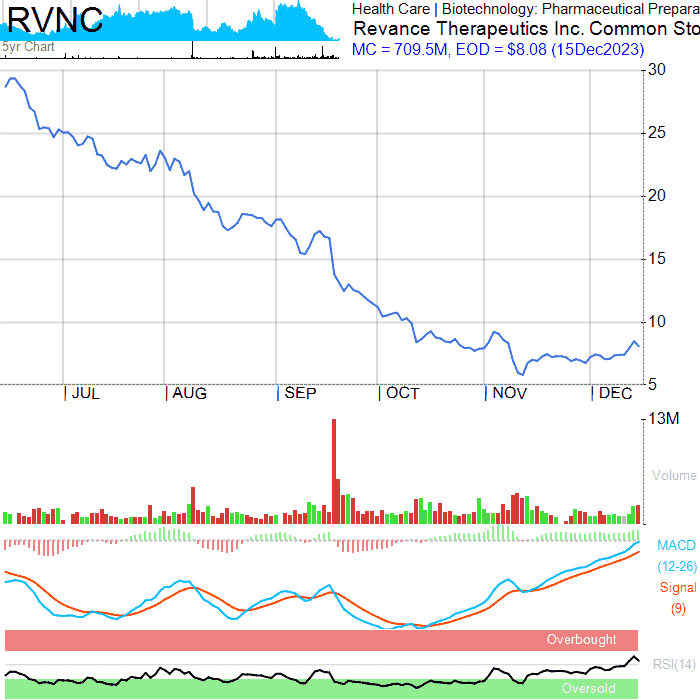 RVNC
Health Care | Biotechnology: Pharmaceutical Prepara
Revance Therapeutics Inc. Common Sto
5yr Chart
MC = 709.5M, EOD = $8.08 (15Dec2023)
30
25
20
15
10
5
| JUL | AUG | SEP | OCT | NOV | DEC
13M
Volume
MACD
(12-26)
Signal
(9)
Overbought
RSI(14)
Oversold